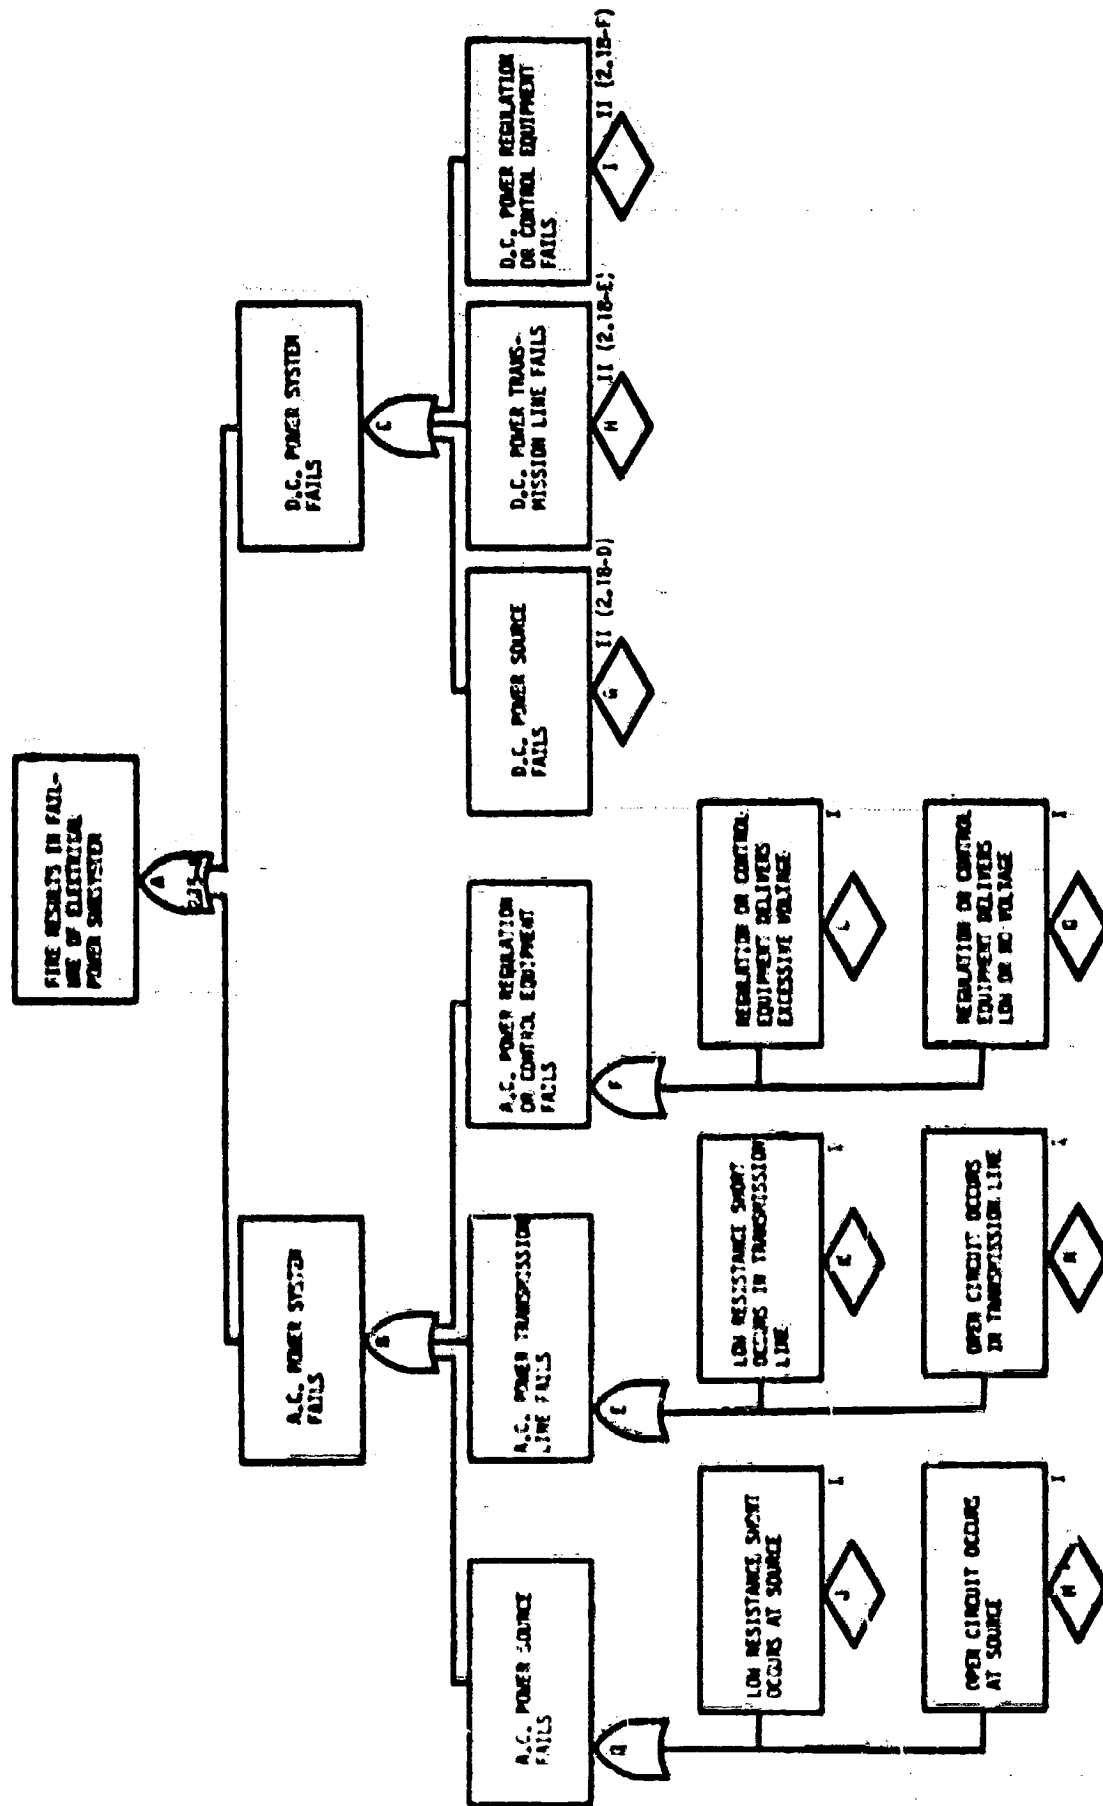 FIRE RESULTS IN FAIL-
URE OF ELECTRICAL
POWER SUBSYSTEM
A
A.C. POWER SYSTEM
FAILS
B
D.C. POWER SYSTEM
FAILS
C
A.C. POWER SOURCE
FAILS
D
A.C. POWER TRANSMISSION
LINE FAILS
E
A.C. POWER REGULATION
OR CONTROL EQUIPMENT
FAILS
F
D.C. POWER SOURCE
FAILS
G
II (2.18-D)
D.C. POWER TRANS-
MISSION LINE FAILS
H
II (2.18-E)
D.C. POWER REGULATION
OR CONTROL EQUIPMENT
FAILS
I
II (2.18-F)
LOW RESISTANCE SHORT
OCCURS AT SOURCE
J
I
LOW RESISTANCE SHORT
OCCURS IN TRANSMISSION
LINE
K
I
REGULATION OR CONTROL
EQUIPMENT DELIVERS
EXCESSIVE VOLTAGE
L
I
OPEN CIRCUIT OCCURS
AT SOURCE
M
I
OPEN CIRCUIT OCCURS
IN TRANSMISSION LINE
N
I
REGULATION OR CONTROL
EQUIPMENT DELIVERS
LOW OR NO VOLTAGE
I